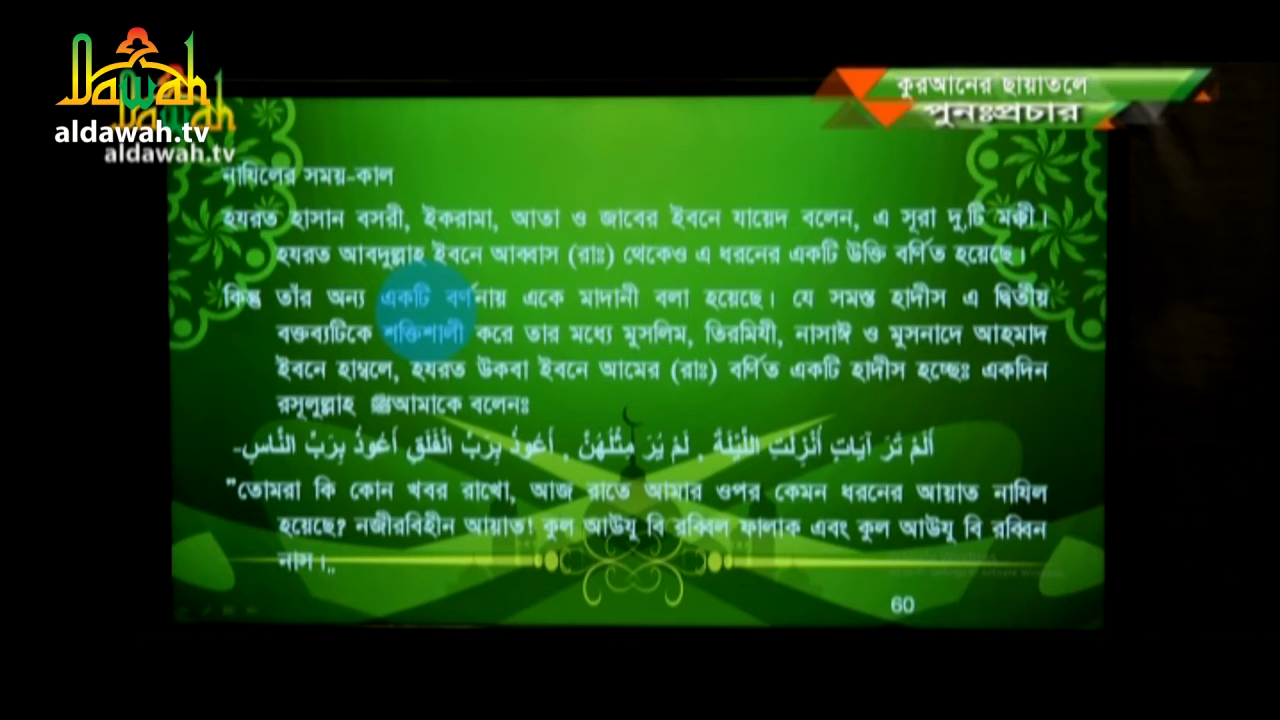 Dawah
aldawah.tv
aldawah.tv
কুরআনের ছায়াতলে
পুনঃপ্রচার
নাযিলের সময়-কাল
হযরত হাসান বসরী, ইকরামা, আতা ও জাবের ইবনে যায়েদ বলেন, এ সূরা দু,টি মক্কী।
হযরত আবদুল্লাহ ইবনে আব্বাস (রাঃ) থেকেও এ ধরনের একটি উক্তি বর্ণিত হয়েছে।
কিন্তু তাঁর অন্য একটি বর্ণনায় একে মাদানী বলা হয়েছে। যে সমস্ত হাদীস এ দ্বিতীয়
বক্তব্যটিকে শক্তিশালী করে তার মধ্যে মুসলিম, তিরমিযী, নাসাঈ ও মুসনাদে আহমাদ
ইবনে হাম্বলে, হযরত উকবা ইবনে আমের (রাঃ) বর্ণিত একটি হাদীস হচ্ছেঃ একদিন
রসূলুল্লাহ ﷺআমাকে বলেনঃ
أَلَمْ تَرَ آيَاتٍ أُنْزِلَتِ اللَّيْلَةَ , لَمْ يُرَ مِثْلُهُنَّ , أَعُوذُ بِرَبِّ الْفَلَقِ أَعُوذُ بِرَبِّ النَّاسِ-
"তোমরা কি কোন খবর রাখো, আজ রাতে আমার ওপর কেমন ধরনের আয়াত নাযিল
হয়েছে? নজীরবিহীন আয়াত! কুল আউযু বি রব্বিল ফালাক এবং কুল আউযু বি রব্বিন
নাস।..
60